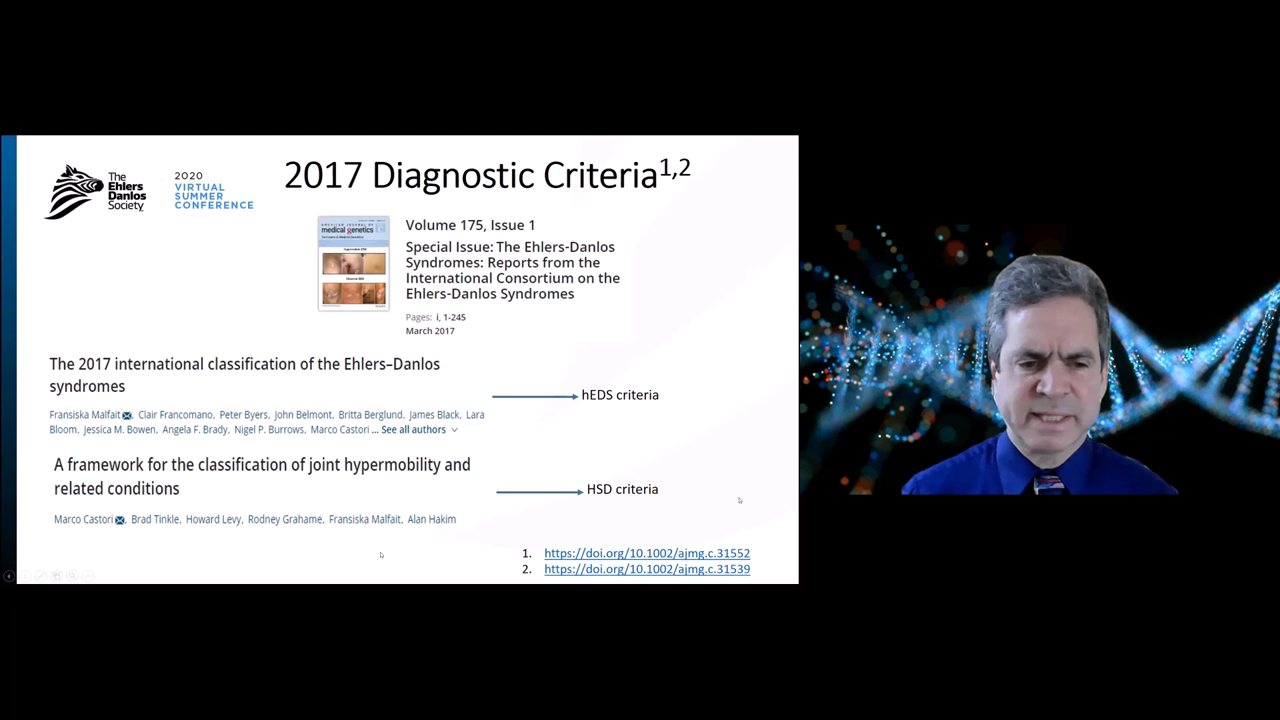 The
Ehlers
Danlos
Society
2020
VIRTUAL
SUMMER
CONFERENCE
2017 Diagnostic Criteria1,2
medical genetics
Volume 175, Issue 1
Special Issue: The Ehlers-Danlos
Syndromes: Reports from the
International Consortium on the
Ehlers-Danlos Syndromes
Pages: i, 1-245
March 2017
The 2017 international classification of the Ehlers–Danlos
syndromes
hEDS criteria
Fransiska Malfait, Clair Francomano, Peter Byers, John Belmont, Britta Berglund, James Black, Lara
Bloom, Jessica M. Bowen, Angela F. Brady, Nigel P. Burrows, Marco Castori ... See all authors
A framework for the classification of joint hypermobility and
related conditions
HSD criteria
Marco Castori, Brad Tinkle, Howard Levy, Rodney Grahame, Fransiska Malfait, Alan Hakim
1. https://doi.org/10.1002/ajmg.c.31552
2. https://doi.org/10.1002/ajmg.c.31539